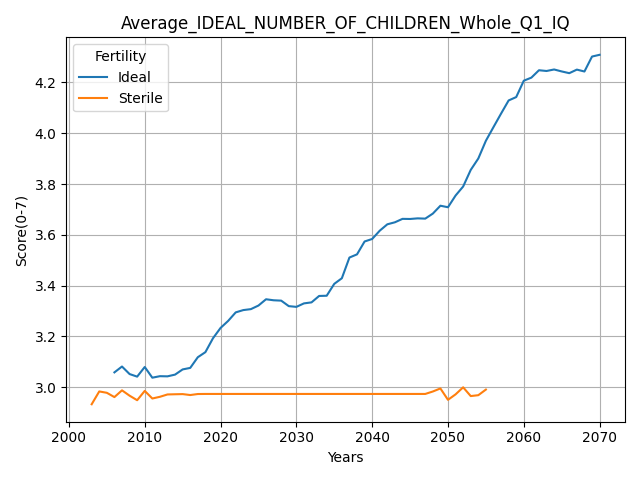 Average_IDEAL_NUMBER_OF_CHILDREN_Whole_Q1_IQ
Fertility
Ideal
Sterile
Score(0-7)
4.2
4.0
3.8
3.6
3.4
3.2
3.0
2000 2010 2020 2030 2040 2050 2060 2070
Years